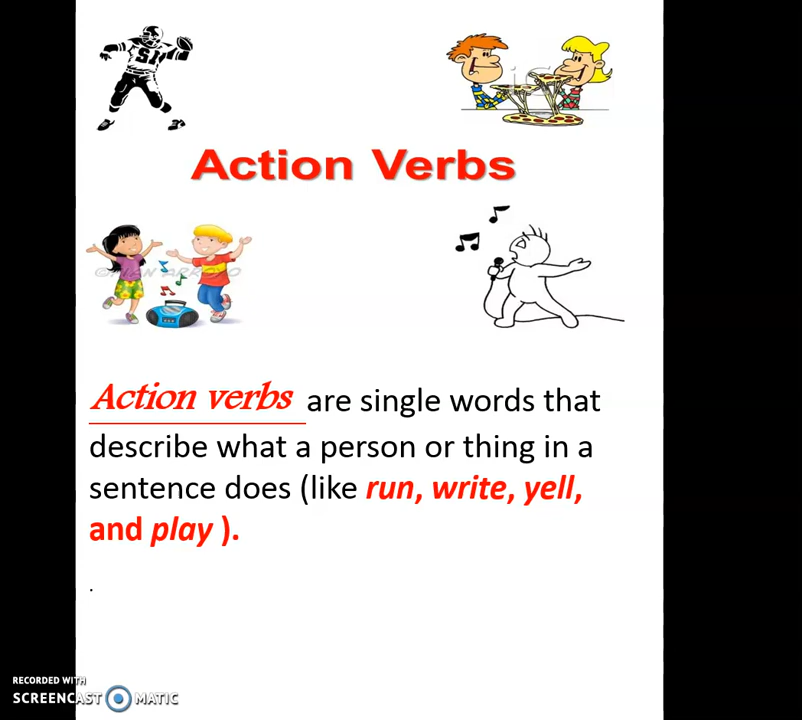 51
Action Verbs
Action verbs are single words that
describe what a person or thing in a
sentence does (like run, write, yell,
and play ).
.
RECORDED WITH
SCREENCAST MATIC